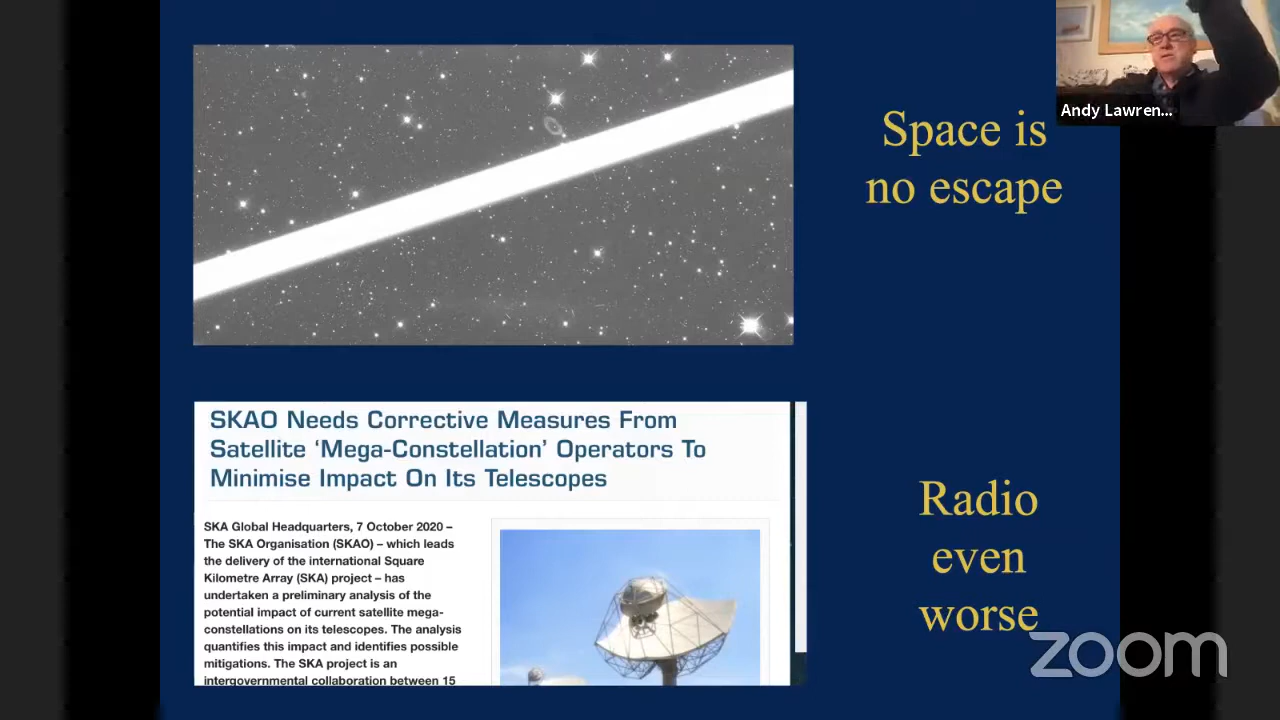 Andy Lawren...
Space is
no escape
SKAO Needs Corrective Measures From
Satellite ‘Mega-Constellation’ Operators To
Minimise Impact On Its Telescopes
SKA Global Headquarters, 7 October 2020 –
The SKA Organisation (SKAO) – which leads
the delivery of the international Square
Kilometre Array (SKA) project – has
undertaken a preliminary analysis of the
potential impact of current satellite mega-
constellations on its telescopes. The analysis
quantifies this impact and identifies possible
mitigations. The SKA project is an
intergovernmental collaboration between 15
Radio
even
worse
zoom